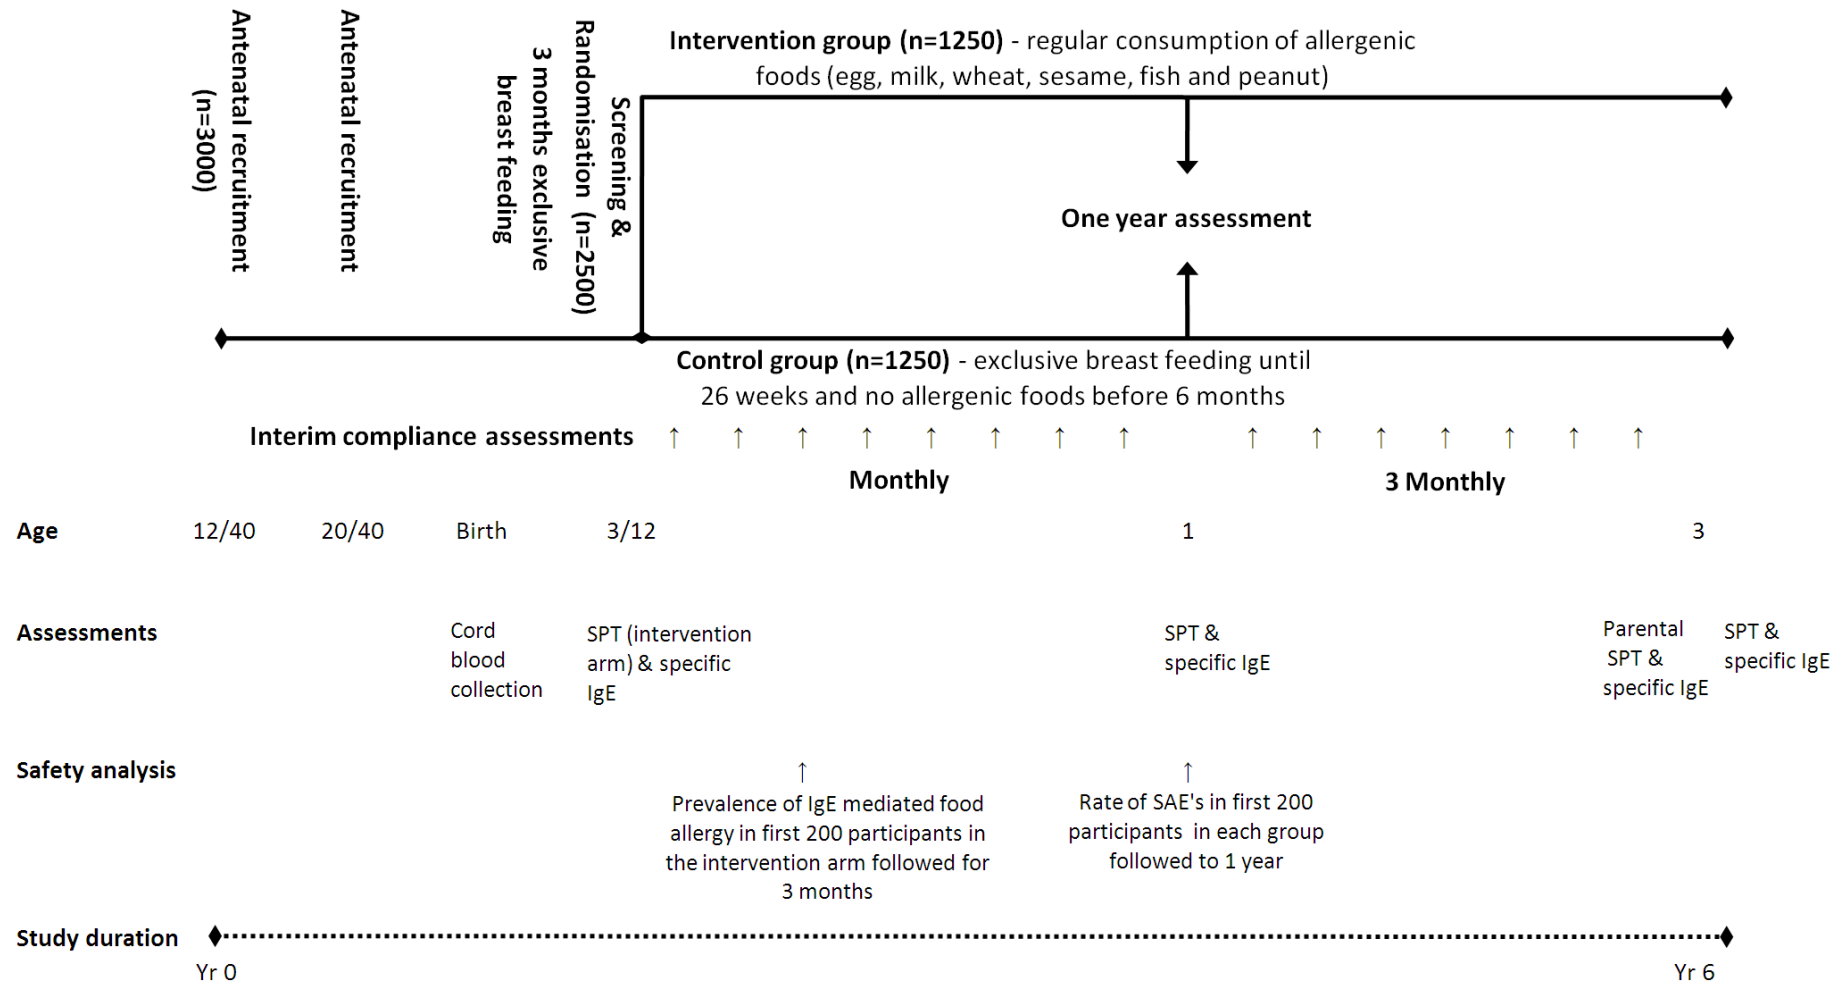 Antenatal recruitment
(n=3000)
Antenatal recruitment
3 months exclusive
breast feeding
Screening &
Randomisation (n=2500)
Intervention group (n=1250) - regular consumption of allergenic
foods (egg, milk, wheat, sesame, fish and peanut)
One year assessment
Control group (n=1250) - exclusive breast feeding until
26 weeks and no allergenic foods before 6 months
Interim compliance assessments ↑ ↑ ↑ ↑ ↑ ↑ ↑ ↑ ↑ ↑ ↑ ↑ ↑ ↑ ↑
Monthly 3 Monthly
Age 12/40 20/40 Birth 3/12 1 3
Assessments
Cord
blood
collection
SPT (intervention
arm) & specific
IgE
SPT &
specific IgE
Parental
SPT &
specific IgE
SPT &
specific IgE
Safety analysis ↑ ↑
Prevalence of IgE mediated food
allergy in first 200 participants in
the intervention arm followed for
3 months
Rate of SAE's in first 200
participants in each group
followed to 1 year
Study duration
Yr 0 Yr 6